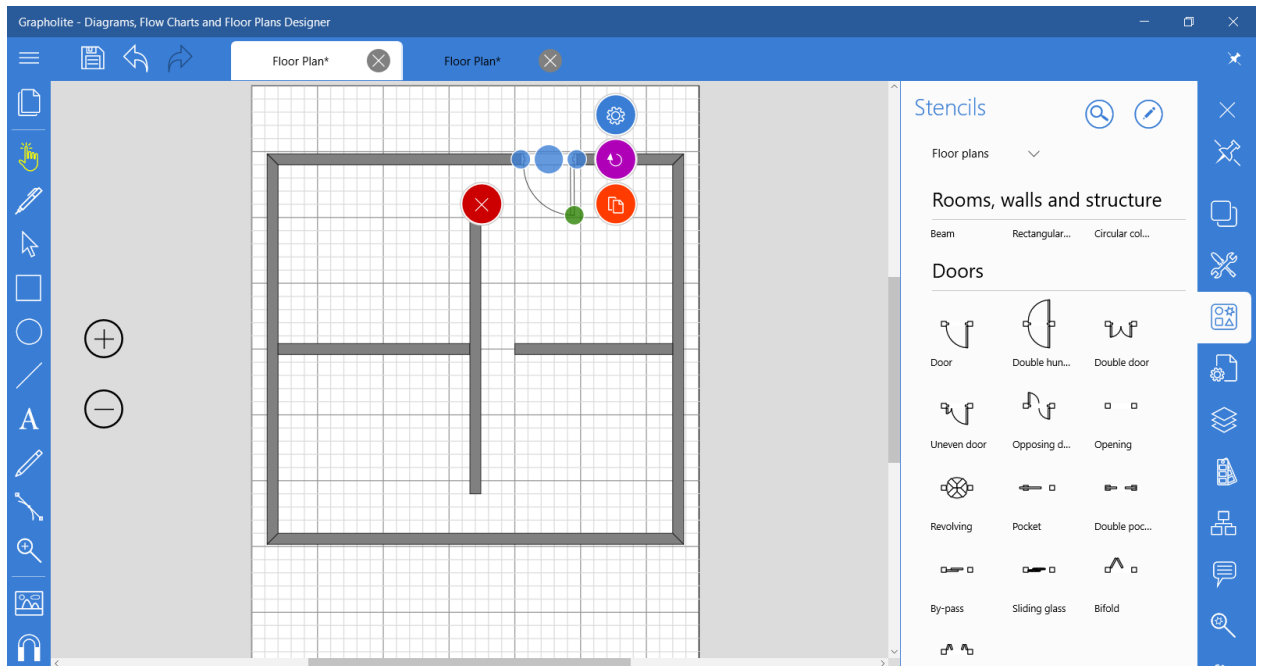 Grapholite - Diagrams, Flow Charts and Floor Plans Designer
Floor Plan*
Floor Plan*
Stencils
Floor plans
Rooms, walls and structure
Beam
Rectangular...
Circular col...
Doors
Door
Double hun...
Double door
Uneven door
Opposing d...
Opening
Revolving
Pocket
Double poc...
By-pass
Sliding glass
Bifold
A